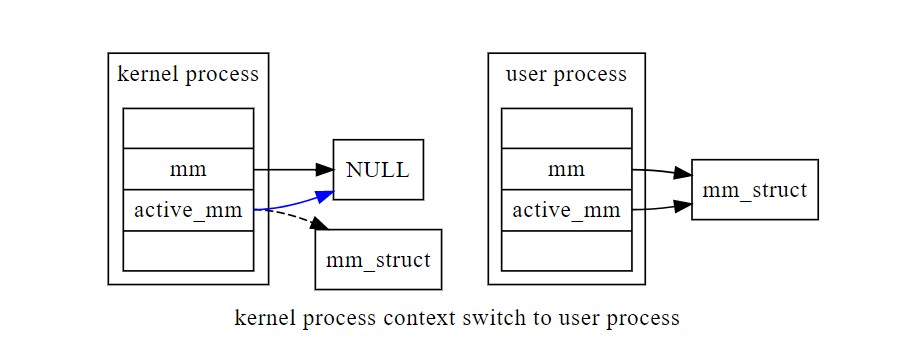 kernel process
mm
active_mm
NULL
mm_struct
user process
mm
active_mm
mm_struct
kernel process context switch to user process